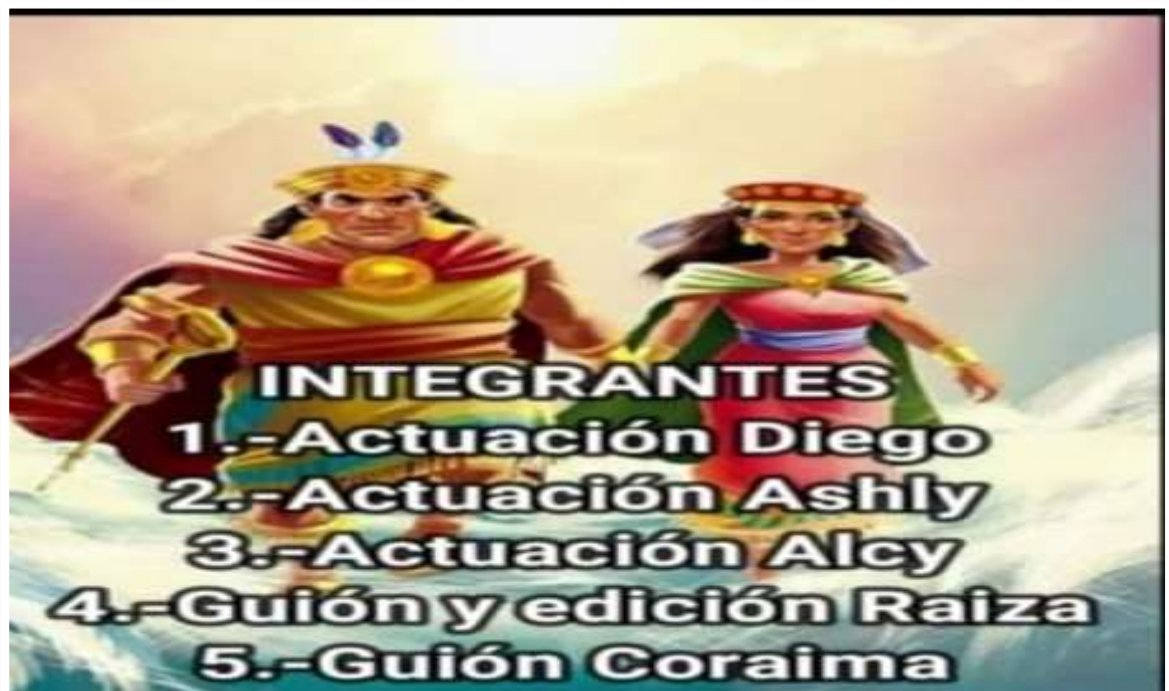 INTEGRANTES
1.-Actuación Diego
2.-Actuación Ashly
3.-Actuación Alcy
4.-Guión y edición Raiza
5.-Guión Coraima